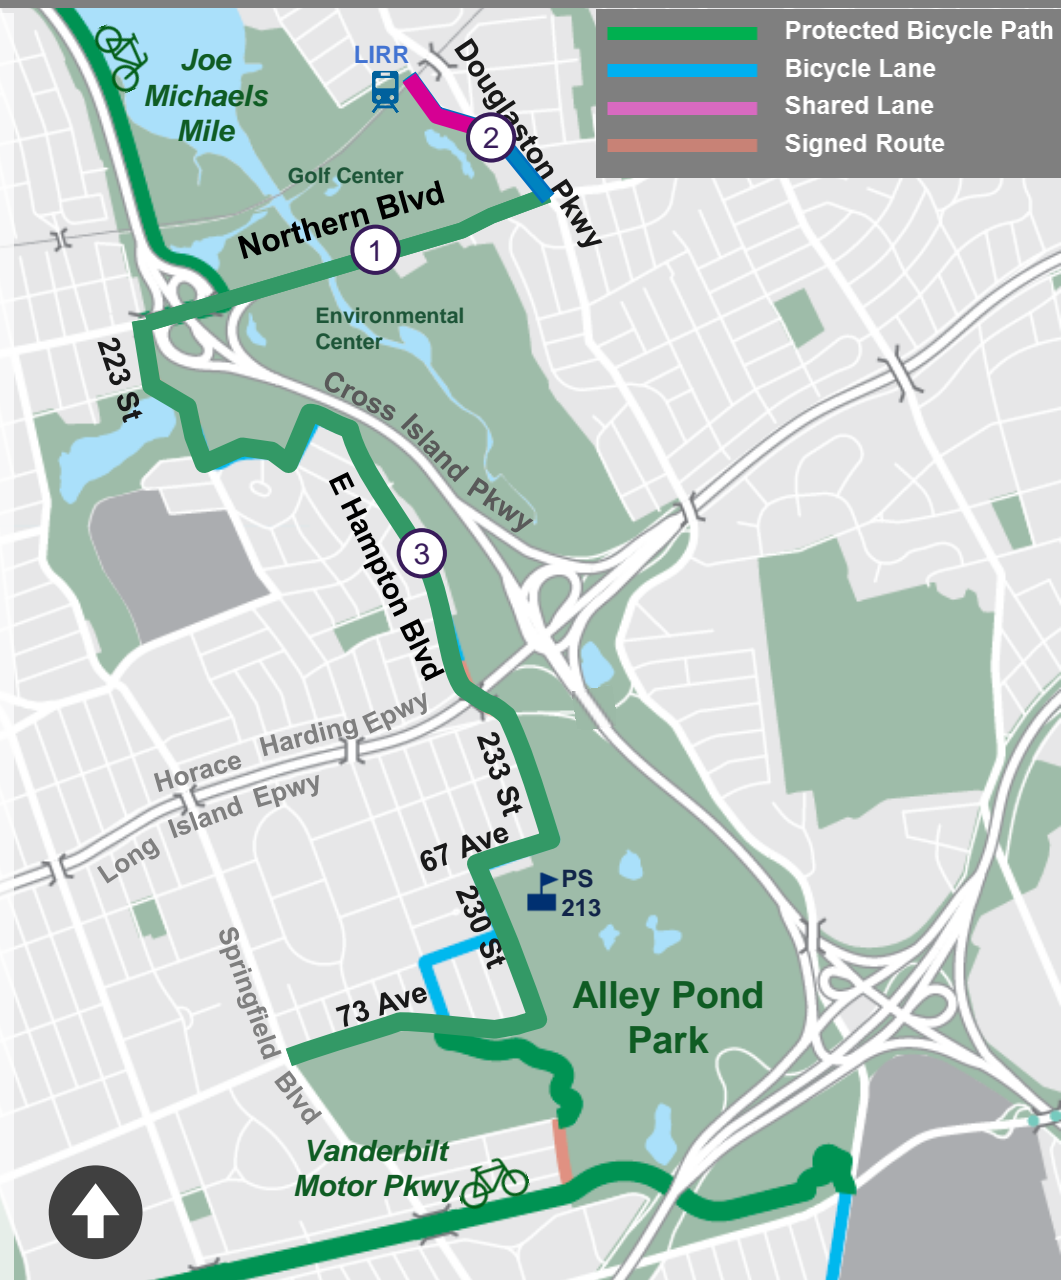 Protected Bicycle Path
Bicycle Lane
Shared Lane
Signed Route
Joe
Michaels
Mile
LIRR
Douglaston Pkwy
2
Golf Center
Northern Blvd
1
Environmental
Center
223 St
Cross Island Pkwy
E Hampton Blvd
3
Horace Harding Epwy
Long Island Epwy
233 St
67 Ave
PS
213
230 St
Springfield Blvd
73 Ave
Alley Pond
Park
Vanderbilt
Motor Pkwy